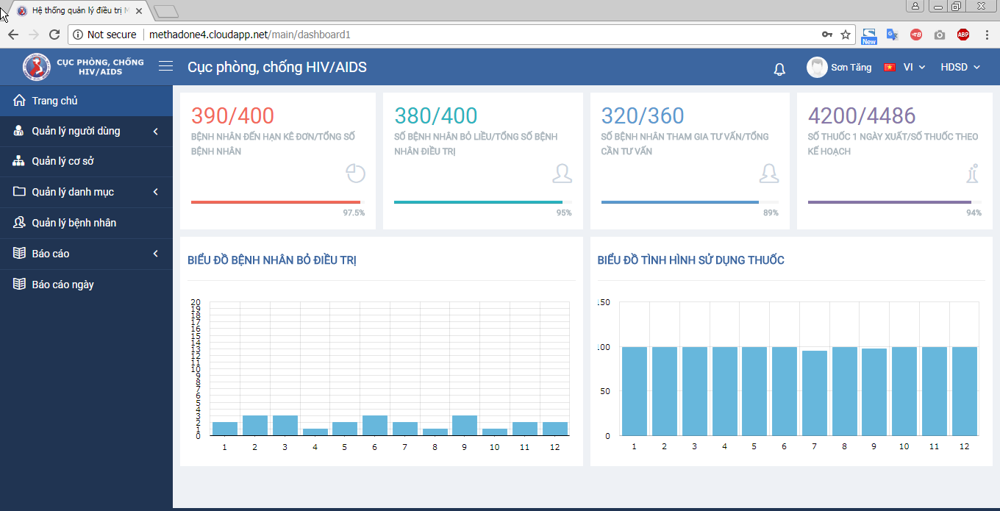 Hệ thống quản lý điều trị M
Not secure
methadone4.cloudapp.net/main/dashboard1
New
ABP
CỤC PHÒNG, CHỐNG
HIV/AIDS
Cục phòng, chống HIV/AIDS
Sơn Tăng
VI
HDSD
Trang chủ
Quản lý người dùng
Quản lý cơ sở
Quản lý danh mục
Quản lý bệnh nhân
Báo cáo
Báo cáo ngày
390/400
BỆNH NHÂN ĐẾN HẠN KÊ ĐƠN/TỔNG SỐ
BỆNH NHÂN
97.5%
380/400
SỐ BỆNH NHÂN BỎ LIỀU/TỔNG SỐ BỆNH
NHÂN ĐIỀU TRỊ
95%
320/360
SỐ BỆNH NHÂN THAM GIA TƯ VẤN/TỔNG
CẦN TƯ VẤN
89%
4200/4486
SỐ THUỐC 1 NGÀY XUẤT/SỐ THUỐC THEO
KẾ HOẠCH
94%
BIỂU ĐỒ BỆNH NHÂN BỎ ĐIỀU TRỊ
20
19
18
17
16
15
14
13
12
11
10
9
8
7
6
5
4
3
2
1
0
1 2 3 4 5 6 7 8 9 10 11 12
BIỂU ĐỒ TÌNH HÌNH SỬ DỤNG THUỐC
150
100
50
0
1 2 3 4 5 6 7 8 9 10 11 12